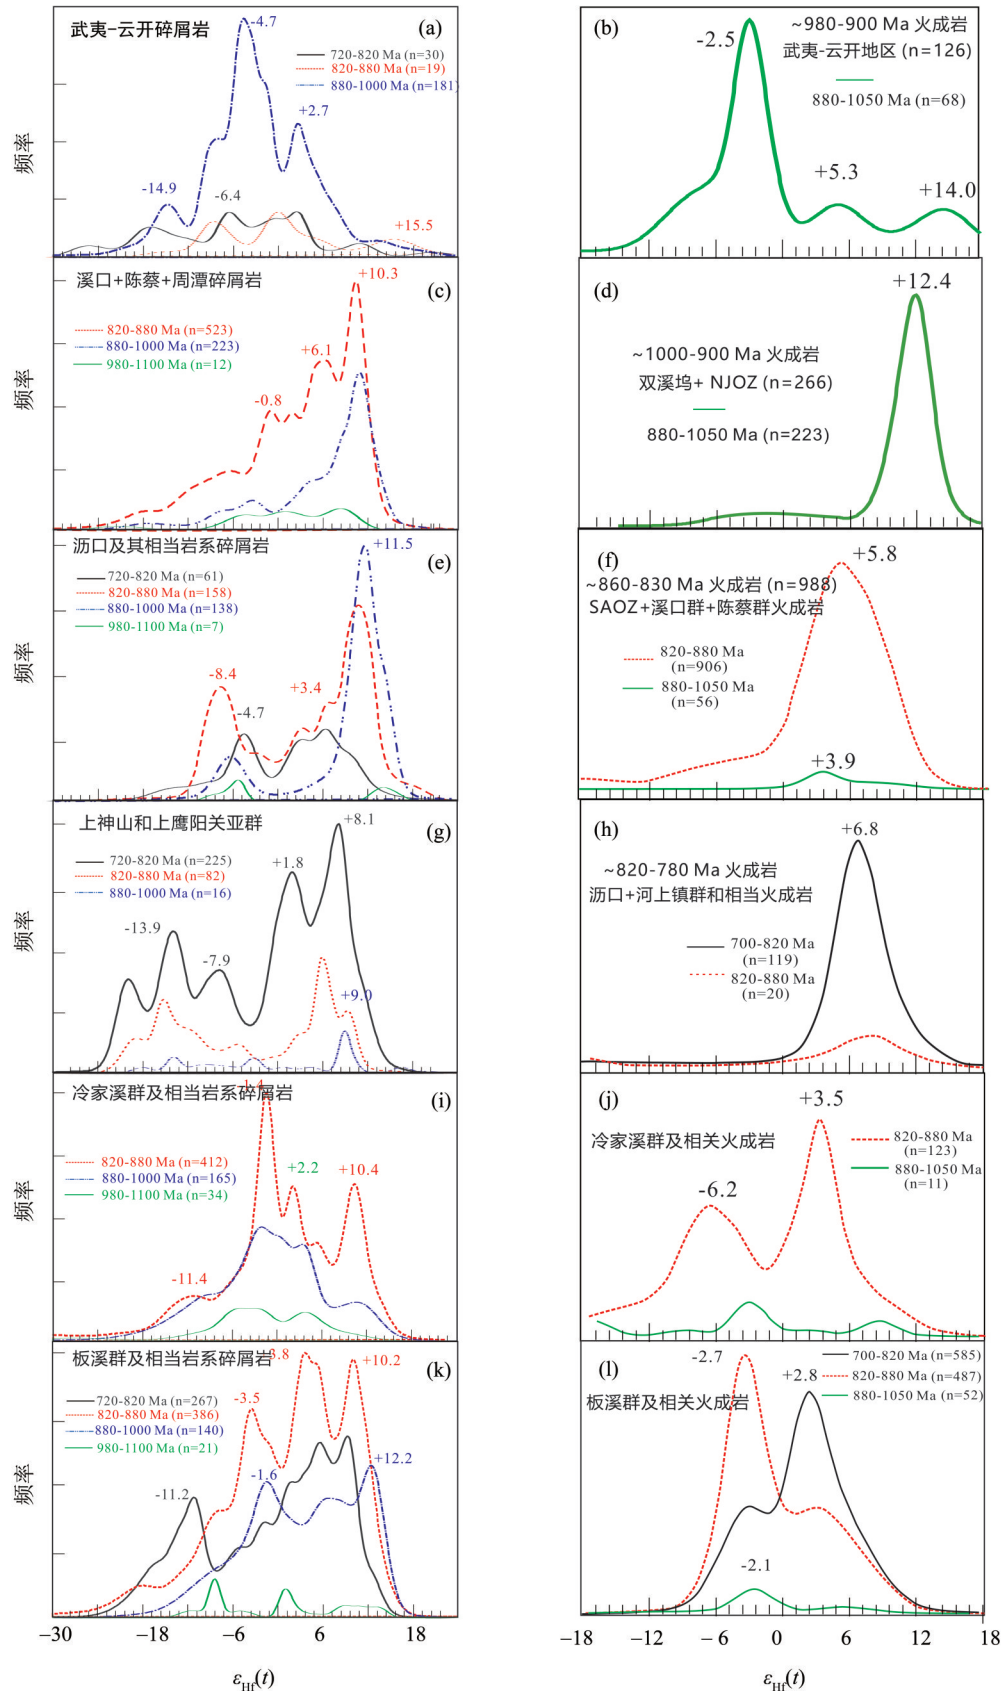 武夷–云开碎屑岩
(a)
-4.7
720-820 Ma (n=30)
820-880 Ma (n=19)
880-1000 Ma (n=181)
+2.7
-14.9
-6.4
+15.5
频率
(b)
~980-900 Ma 火成岩
武夷-云开地区 (n=126)
-2.5
880-1050 Ma (n=68)
+5.3
+14.0
溪口+陈蔡+周潭碎屑岩
(c)
+10.3
820-880 Ma (n=523)
880-1000 Ma (n=223)
980-1100 Ma (n=12)
+6.1
-0.8
频率
(d)
+12.4
~1000-900 Ma 火成岩
双溪坞+ NJOZ (n=266)
880-1050 Ma (n=223)
沥口及其相当岩系碎屑岩
(e)
+11.5
720-820 Ma (n=61)
820-880 Ma (n=158)
880-1000 Ma (n=138)
980-1100 Ma (n=7)
-8.4
-4.7
+3.4
频率
(f)
+5.8
~860-830 Ma 火成岩 (n=988)
SAOZ+溪口群+陈蔡群火成岩
820-880 Ma
(n=906)
880-1050 Ma
(n=56)
+3.9
上神山和上鹰阳关亚群
(g)
+8.1
720-820 Ma (n=225)
820-880 Ma (n=82)
880-1000 Ma (n=16)
+1.8
-13.9
-7.9
+9.0
频率
(h)
+6.8
~820-780 Ma 火成岩
沥口+河上镇群和相当火成岩
700-820 Ma
(n=119)
820-880 Ma
(n=20)
冷家溪群及相当岩系碎屑岩
(i)
-1.4
820-880 Ma (n=412)
880-1000 Ma (n=165)
980-1100 Ma (n=34)
+2.2
+10.4
-11.4
频率
(j)
+3.5
冷家溪群及相关火成岩
820-880 Ma
(n=123)
880-1050 Ma
(n=11)
-6.2
板溪群及相当岩系碎屑岩
(k)
3.8
+10.2
720-820 Ma (n=267)
820-880 Ma (n=386)
880-1000 Ma (n=140)
980-1100 Ma (n=21)
-3.5
-1.6
+12.2
-11.2
频率
(l)
-2.7
+2.8
700-820 Ma (n=585)
820-880 Ma (n=487)
880-1050 Ma (n=52)
板溪群及相关火成岩
-2.1
−30 −18 −6 6 18 30
εHf(t)
−18 −12 − 6 0 6 12 18
εHf(t)